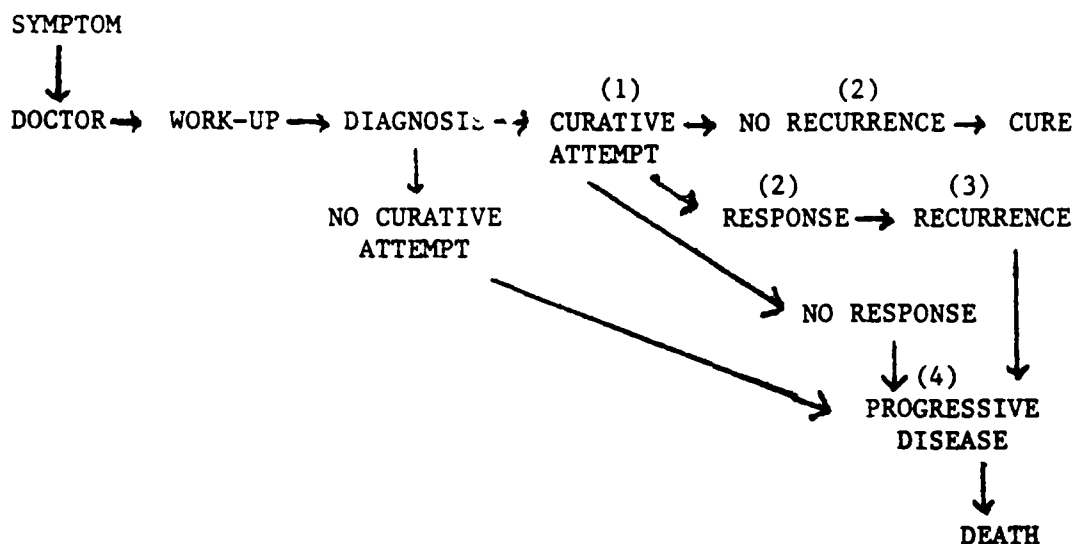 SYMPTOM
(1) (2)
DOCTOR WORK-UP DIAGNOSIS CURATIVE NO RECURRENCE CURE
ATTEMPT
(2) (3)
NO CURATIVE RESPONSE RECURRENCE
ATTEMPT
NO RESPONSE
(4)
PROGRESSIVE
DISEASE
DEATH